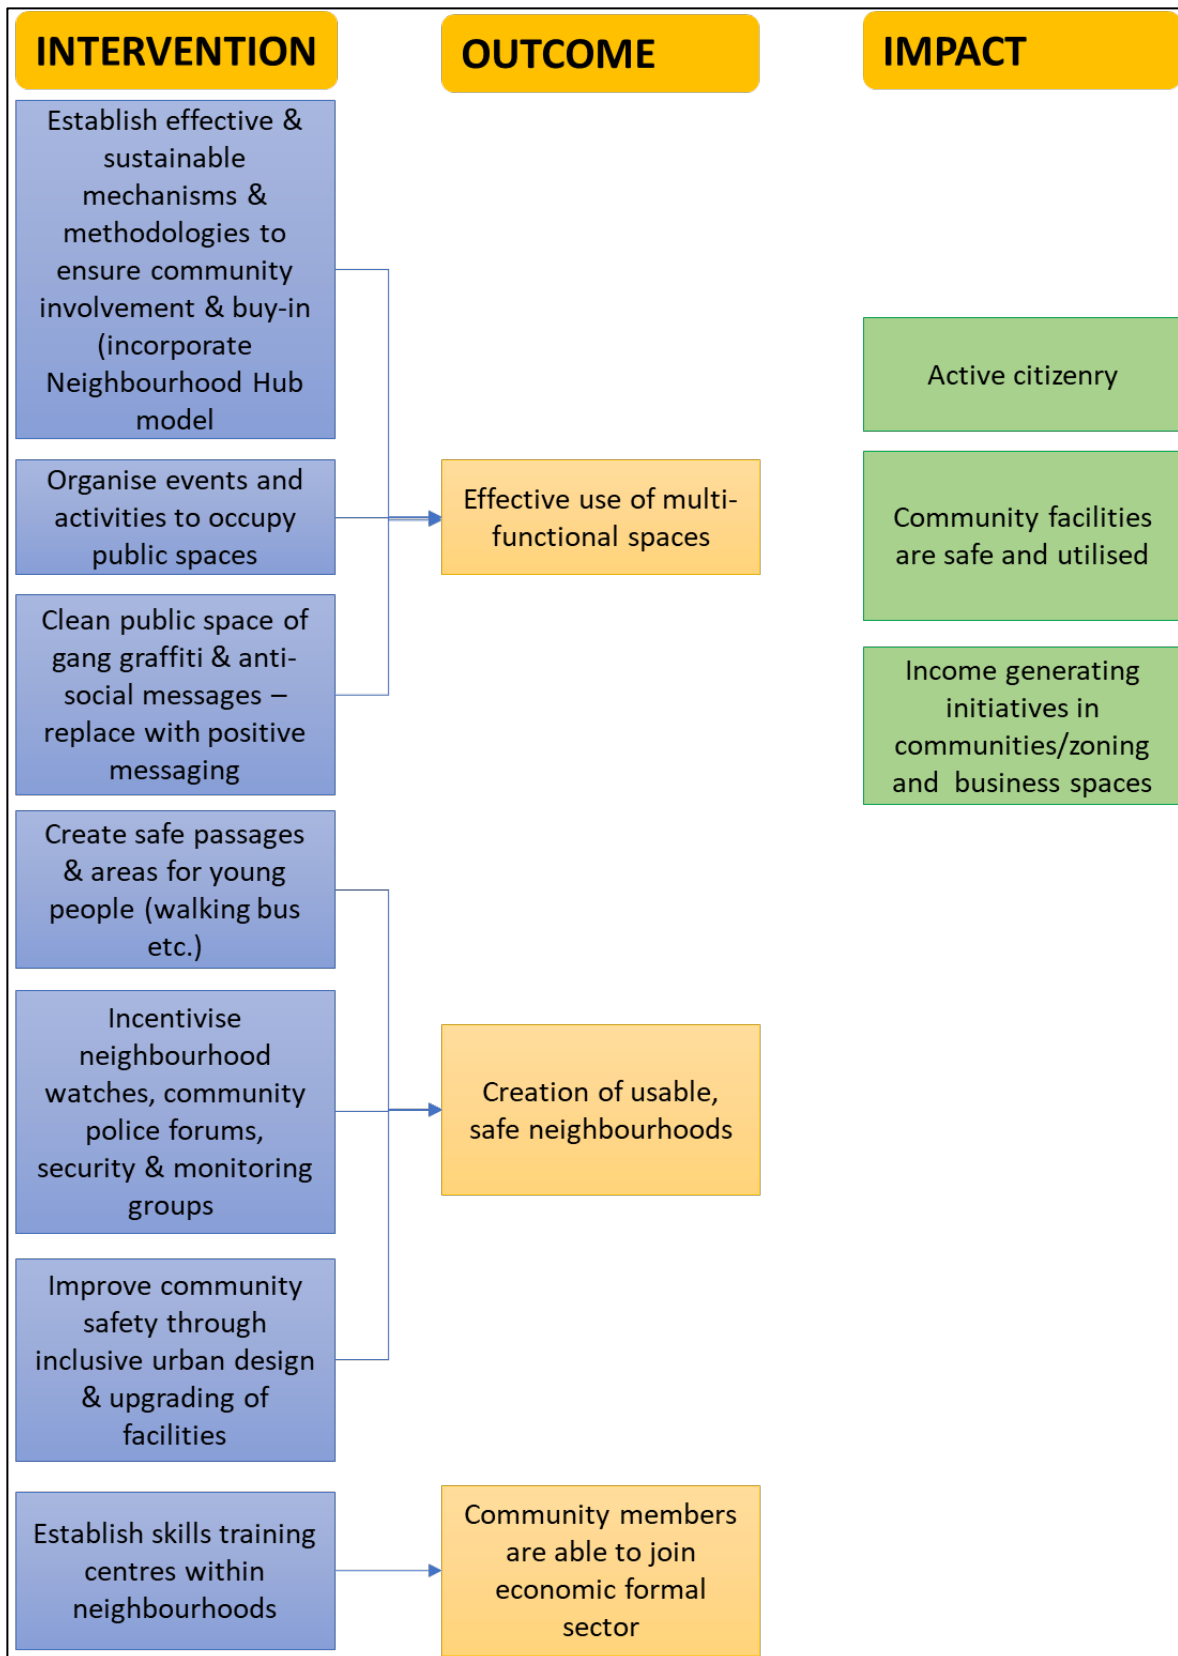 INTERVENTION
OUTCOME
IMPACT
Establish effective &
sustainable
mechanisms &
methodologies to
ensure community
involvement & buy-in
(incorporate
Neighbourhood Hub
model
Organise events and
activities to occupy
public spaces
Clean public space of
gang graffiti & anti-
social messages –
replace with positive
messaging
Effective use of multi-
functional spaces
Active citizenry
Community facilities
are safe and utilised
Income generating
initiatives in
communities/zoning
and business spaces
Create safe passages
& areas for young
people (walking bus
etc.)
Incentivise
neighbourhood
watches, community
police forums,
security & monitoring
groups
Improve community
safety through
inclusive urban design
& upgrading of
facilities
Creation of usable,
safe neighbourhoods
Establish skills training
centres within
neighbourhoods
Community members
are able to join
economic formal
sector